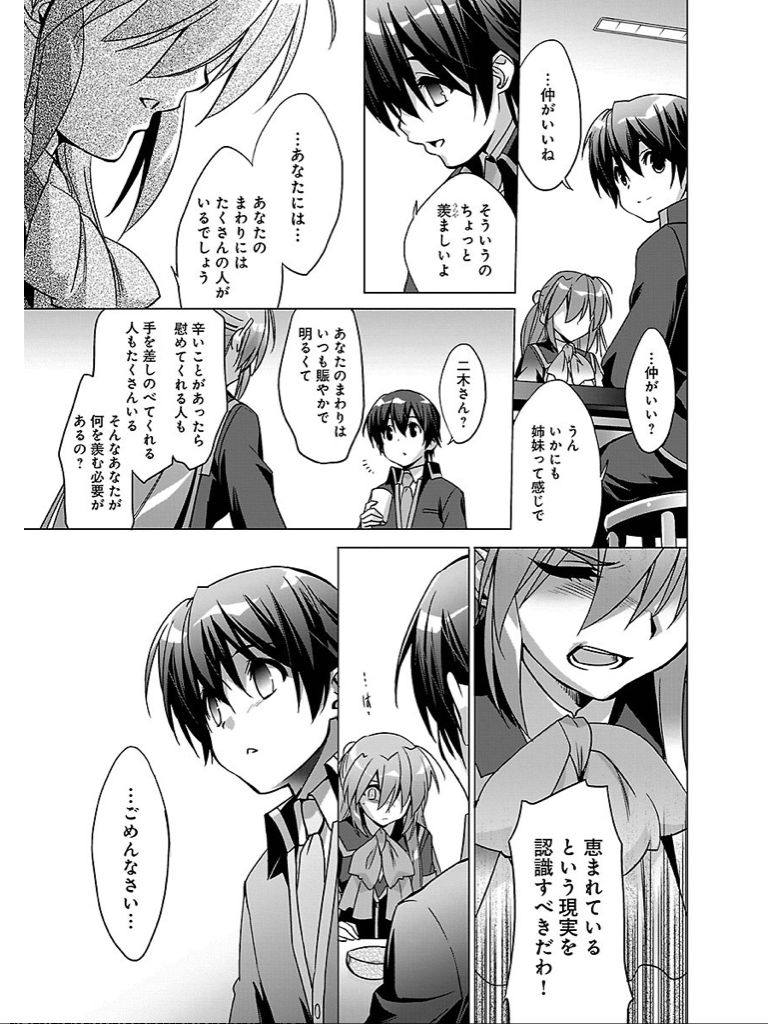 …仲がいいね
そういうの
ちょっと
羨ましいよ
…あなたには…
あなたの
まわりには
たくさんの人が
いるでしょう
…仲がいい?
うん
いかにも
姉妹って感じで
二木さん?
あなたのまわりは
いつも賑やかで
明るくて
辛いことがあったら
慰めてくれる人も
手を差しのべてくれる
人もたくさんいる
そんなあなたが
何を羨む必要が
あるの?
恵まれている
という現実を
認識すべきだわ!
…は。
…ごめんなさい…